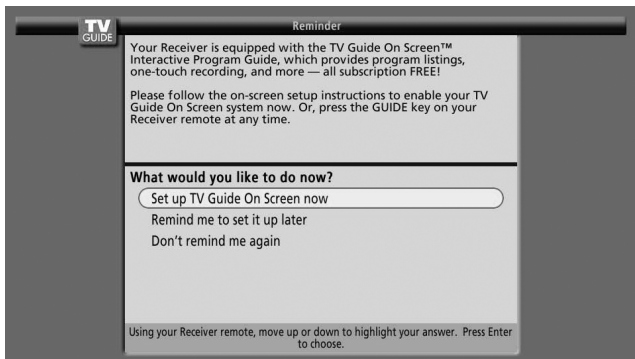 TV
GUIDE
Reminder
Your Receiver is equipped with the TV Guide On Screen™
Interactive Program Guide, which provides program listings,
one-touch recording, and more — all subscription FREE!
Please follow the on-screen setup instructions to enable your TV
Guide On Screen system now. Or, press the GUIDE key on your
Receiver remote at any time.
What would you like to do now?
Set up TV Guide On Screen now
Remind me to set it up later
Don't remind me again
Using your Receiver remote, move up or down to highlight your answer. Press Enter
to choose.